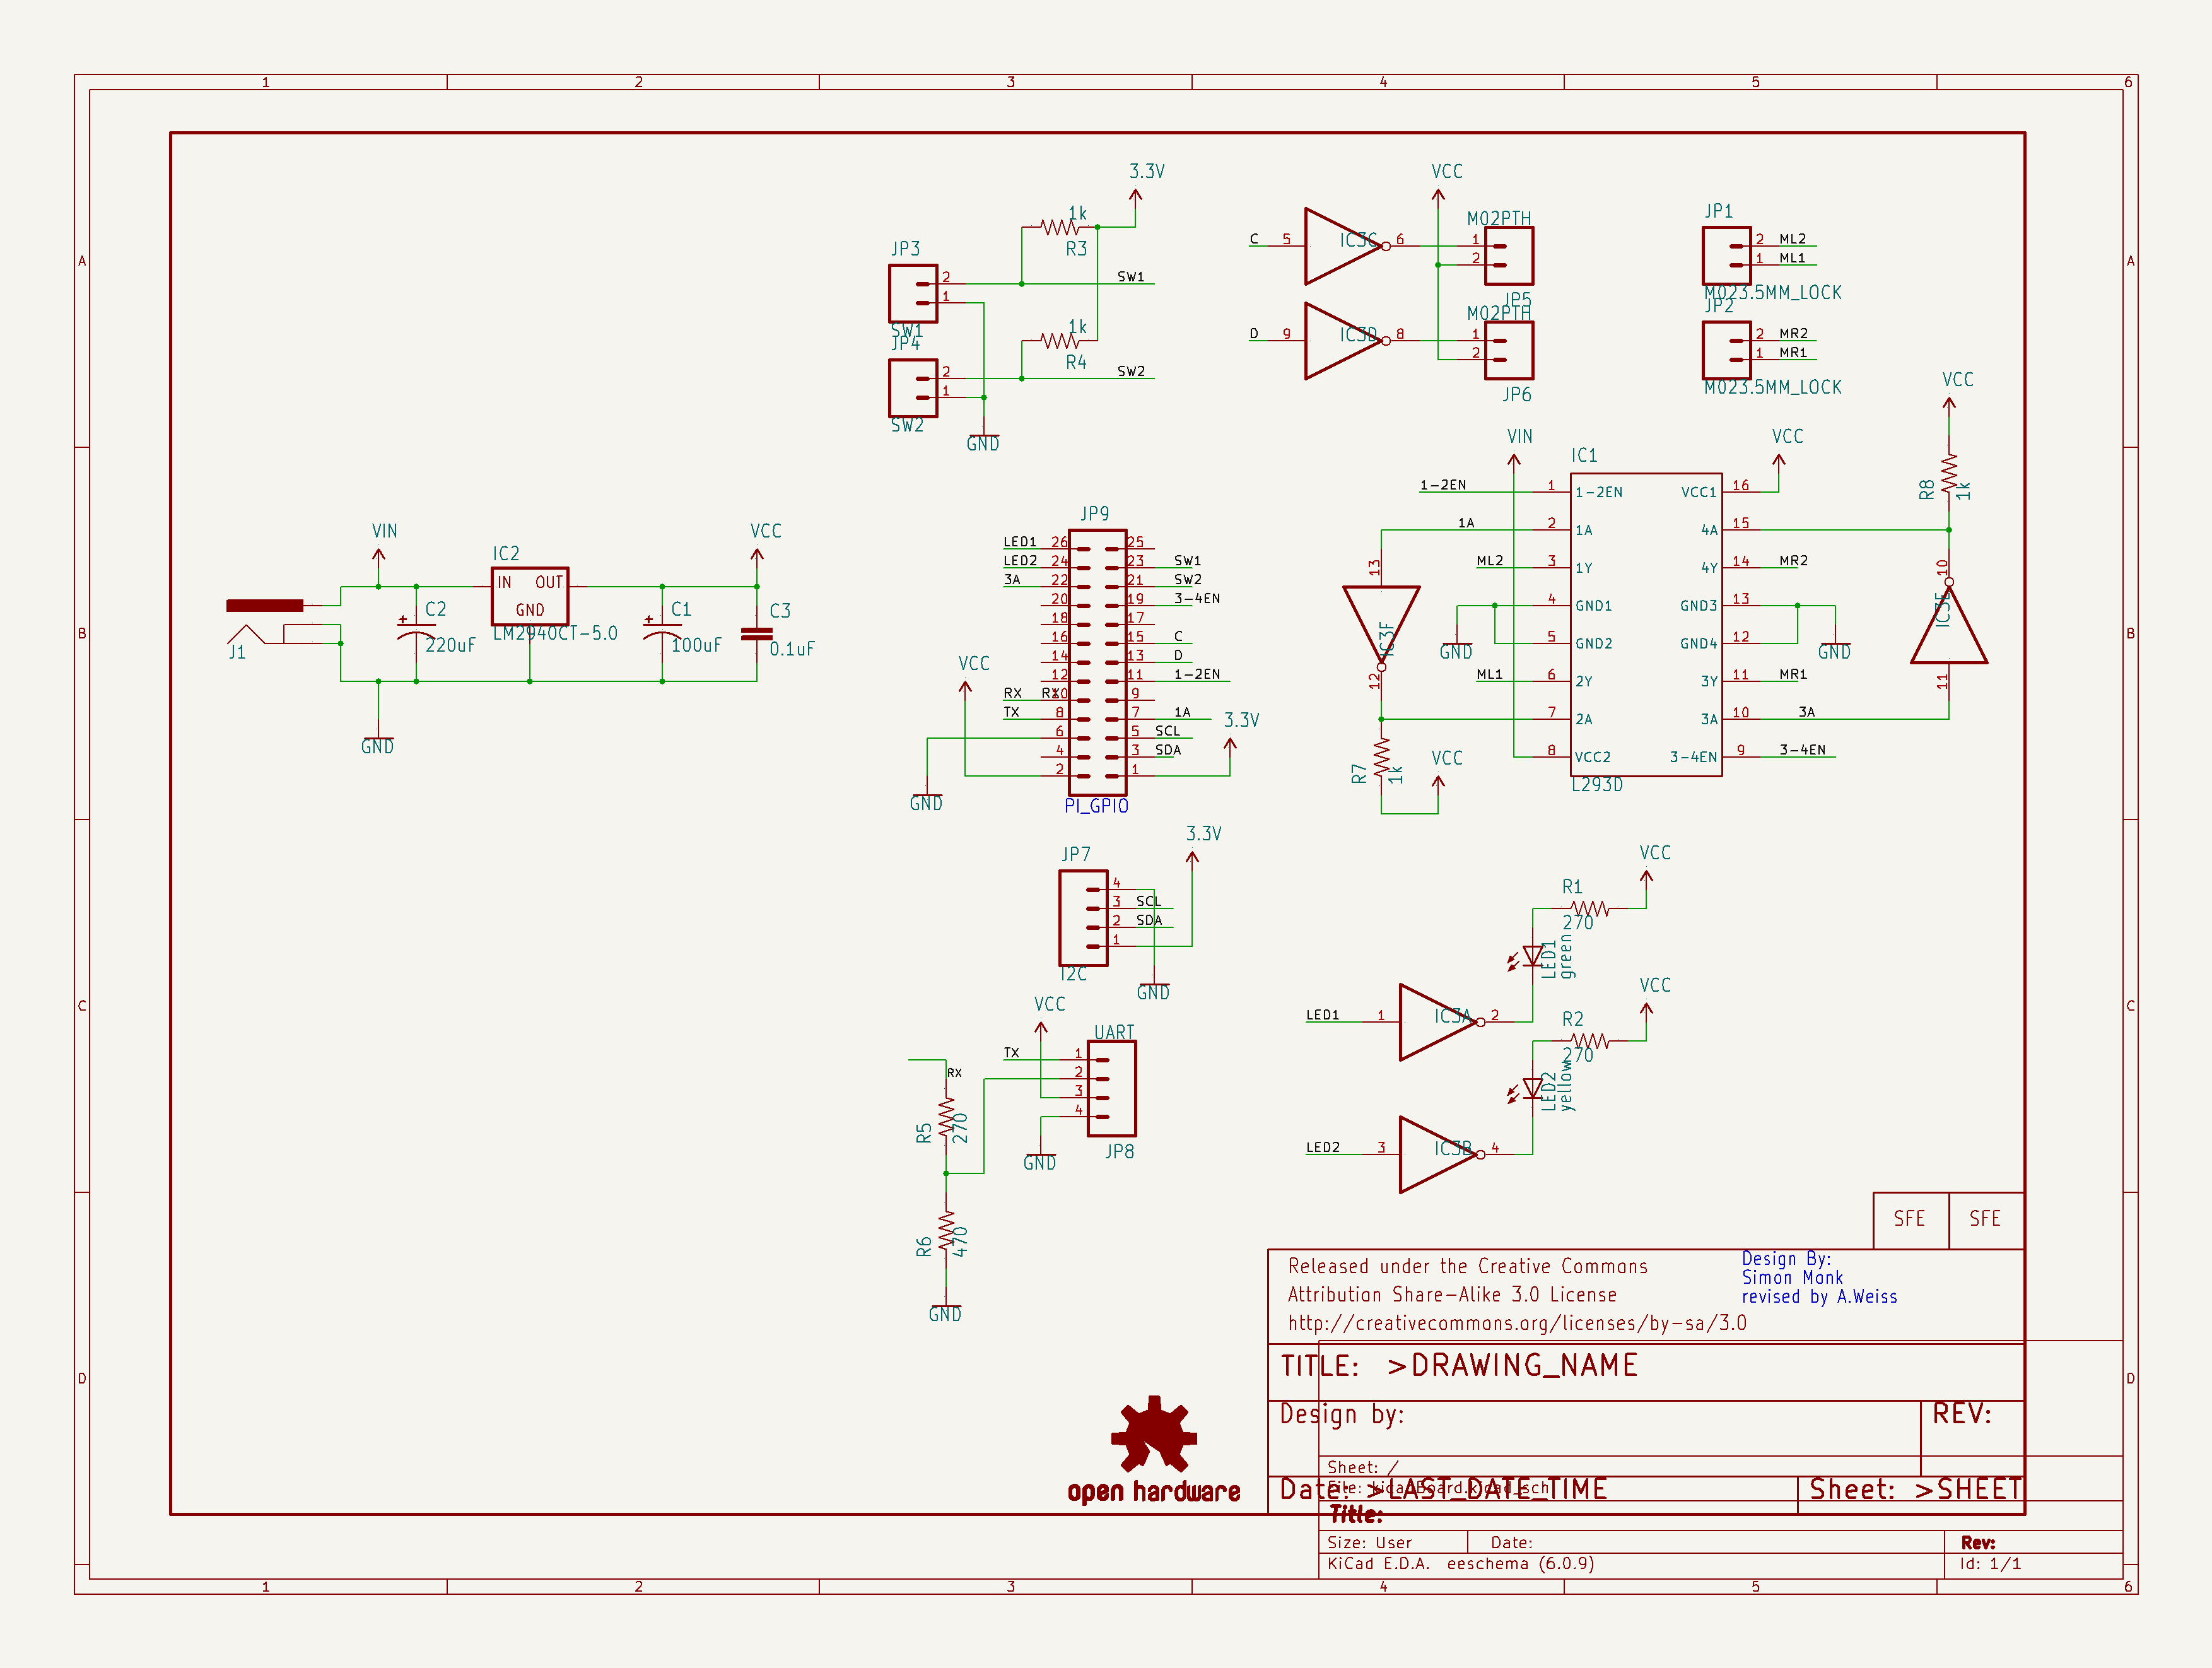 1 2 3 4 5 6
A
B
C
D
3.3V
1k
R3
JP3
2
1
SW1
SW1
JP4
1k
R4
2
1
SW2
SW2
GND
VCC
C 5 IC3C 6
M02PTH
1
2
JP5
D 9 IC3D 8
M02PTH
1
2
JP6
JP1
2 ML2
1 ML1
M023.5MM_LOCK
JP2
2 MR2
1 MR1
M023.5MM_LOCK
VIN
VCC
IC2
IN OUT
GND
LM2940CT-5.0
C2
220uF
C1
100uF
C3
0.1uF
J1
GND
JP9
LED1 26 25
LED2 24 23 SW1
3A 22 21 SW2
20 19 3-4EN
18 17
16 15 C
14 13 D
12 11 1-2EN
RX RX 10 9
TX 8 7 1A
6 5 SCL
4 3 SDA
2 1
VCC
3.3V
GND
PI_GPIO
VIN
IC1
VCC
VCC
R8
1k
1-2EN 1 1-2EN VCC1 16
1A 2 1A 4A 15
ML2 3 1Y 4Y 14 MR2
4 GND1 GND3 13
5 GND2 GND4 12
ML1 6 2Y 3Y 11 MR1
7 2A 3A 10 3A
8 VCC2 3-4EN 9 3-4EN
L293D
GND
GND
13
IC3F
12
R7
1k
VCC
10
IC3E
11
JP7
3.3V
4
3 SCL
2 SDA
1
I2C
GND
VCC
UART
TX 1
2
3
4
JP8
GND
RX
R5
270
R6
470
GND
VCC
R1
270
LED1
green
LED1 1 IC3A 2
VCC
R2
270
LED2
yellow
LED2 3 IC3B 4
SFE SFE
Released under the Creative Commons
Attribution Share-Alike 3.0 License
http://creativecommons.org/licenses/by-sa/3.0
Design By:
Simon Monk
revised by A.Weiss
TITLE: >DRAWING_NAME
Design by:
REV:
Date: >LAST_DATE_TIME
Sheet: >SHEET
Sheet: /
File: kicadBoard.kicad_sch
Title:
Size: User Date: Rev:
KiCad E.D.A. eeschema (6.0.9) Id: 1/1
open hardware
A
B
C
D
1 2 3 4 5 6